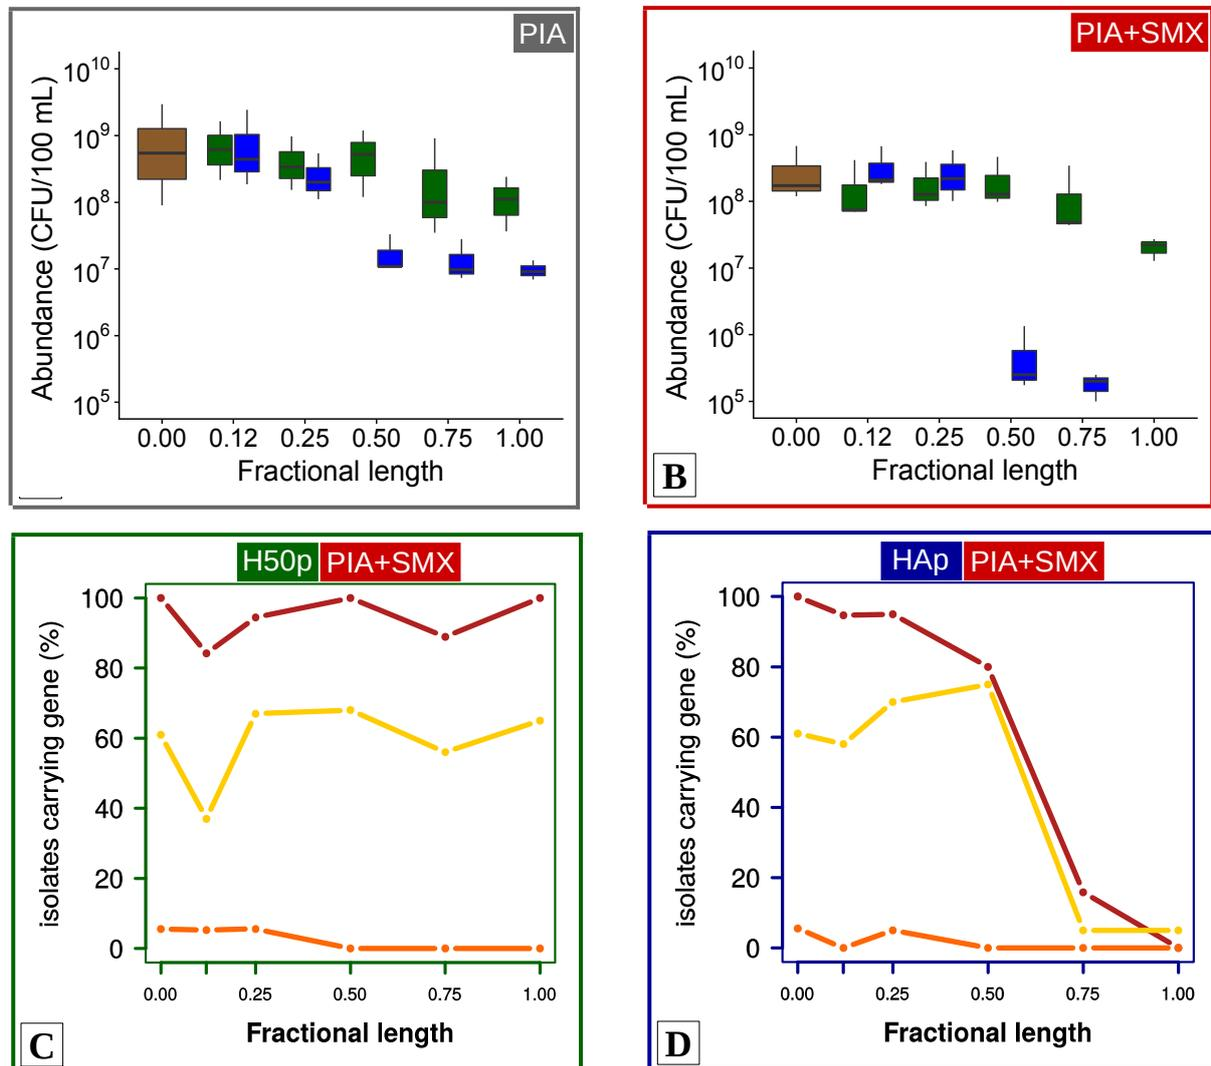 PIA
Abundance (CFU/100 mL)
10^10
10^9
10^8
10^7
10^6
10^5
0.00 0.12 0.25 0.50 0.75 1.00
Fractional length
PIA+SMX
Abundance (CFU/100 mL)
10^10
10^9
10^8
10^7
10^6
10^5
0.00 0.12 0.25 0.50 0.75 1.00
Fractional length
B
H50p PIA+SMX
isolates carrying gene (%)
100
80
60
40
20
0
0.00 0.25 0.50 0.75 1.00
Fractional length
C
HAp PIA+SMX
isolates carrying gene (%)
100
80
60
40
20
0
0.00 0.25 0.50 0.75 1.00
Fractional length
D